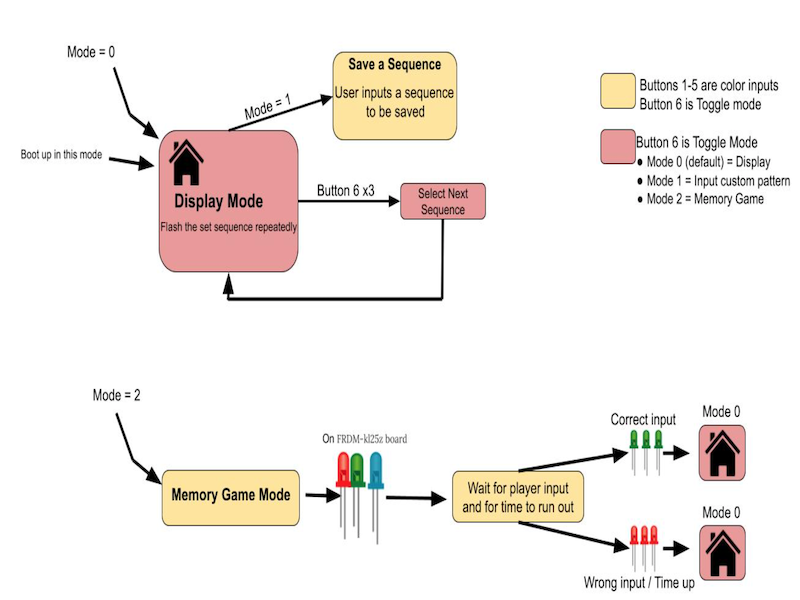 Mode = 0
Boot up in this mode
Display Mode
Flash the set sequence repeatedly
Mode = 1
Save a Sequence
User inputs a sequence
to be saved
Button 6 x3
Select Next
Sequence
Buttons 1-5 are color inputs
Button 6 is Toggle mode
Button 6 is Toggle Mode
● Mode 0 (default) = Display
● Mode 1 = Input custom pattern
● Mode 2 = Memory Game
Mode = 2
Memory Game Mode
On FRDM-kl25z board
Wait for player input
and for time to run out
Correct input
Mode 0
Wrong input / Time up
Mode 0